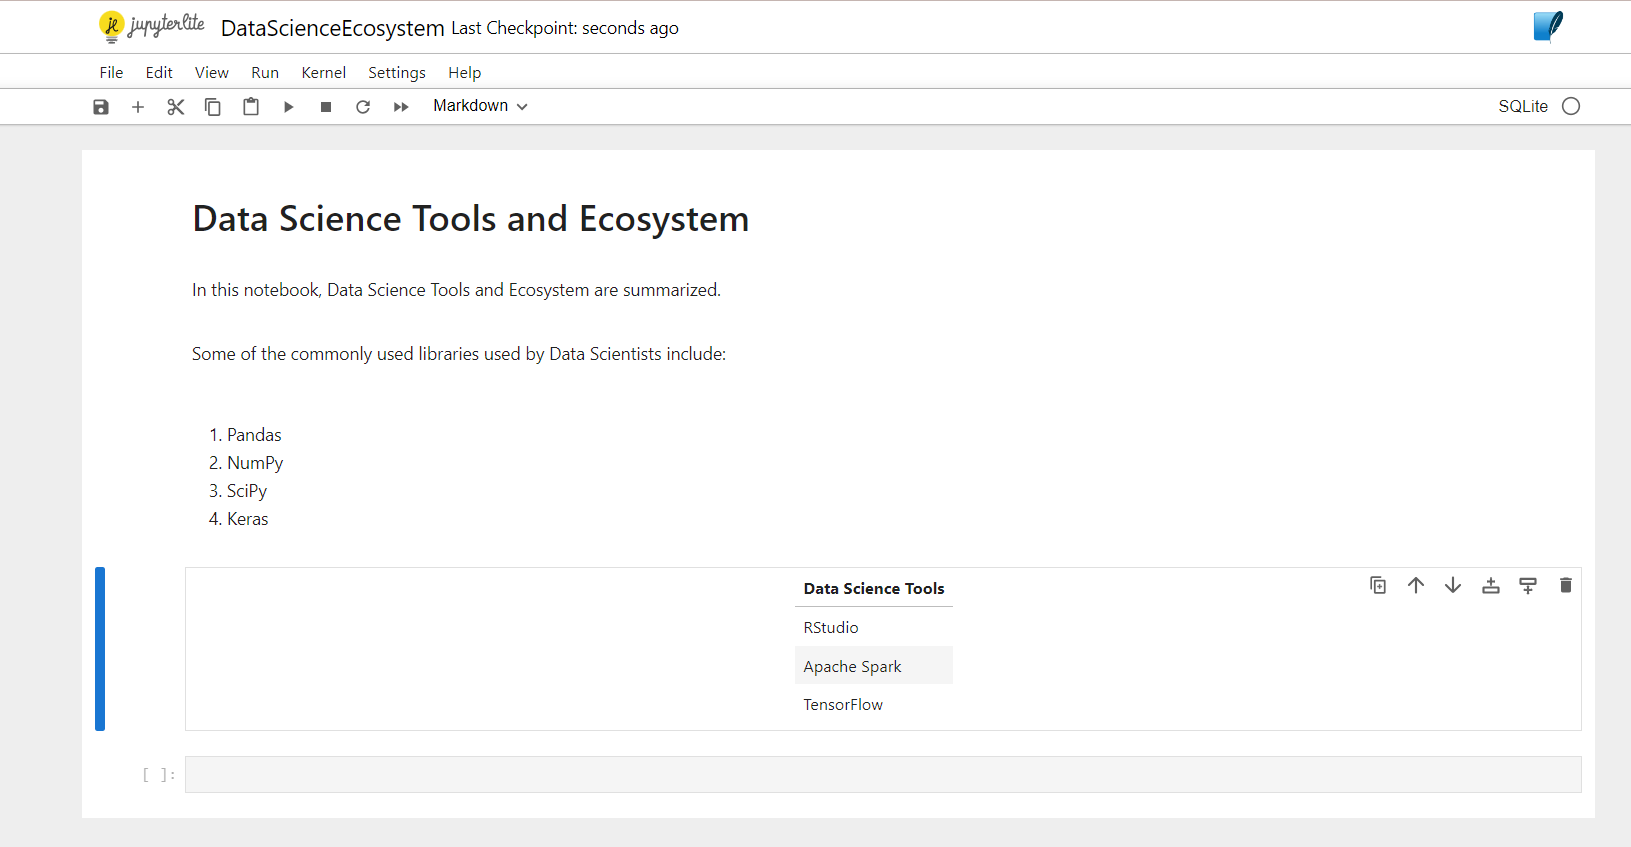 jupyterlite DataScienceEcosystem Last Checkpoint: seconds ago
File Edit View Run Kernel Settings Help
Markdown SQLite
Data Science Tools and Ecosystem
In this notebook, Data Science Tools and Ecosystem are summarized.
Some of the commonly used libraries used by Data Scientists include:
1. Pandas
2. NumPy
3. SciPy
4. Keras
Data Science Tools
RStudio
Apache Spark
TensorFlow
[ ]: